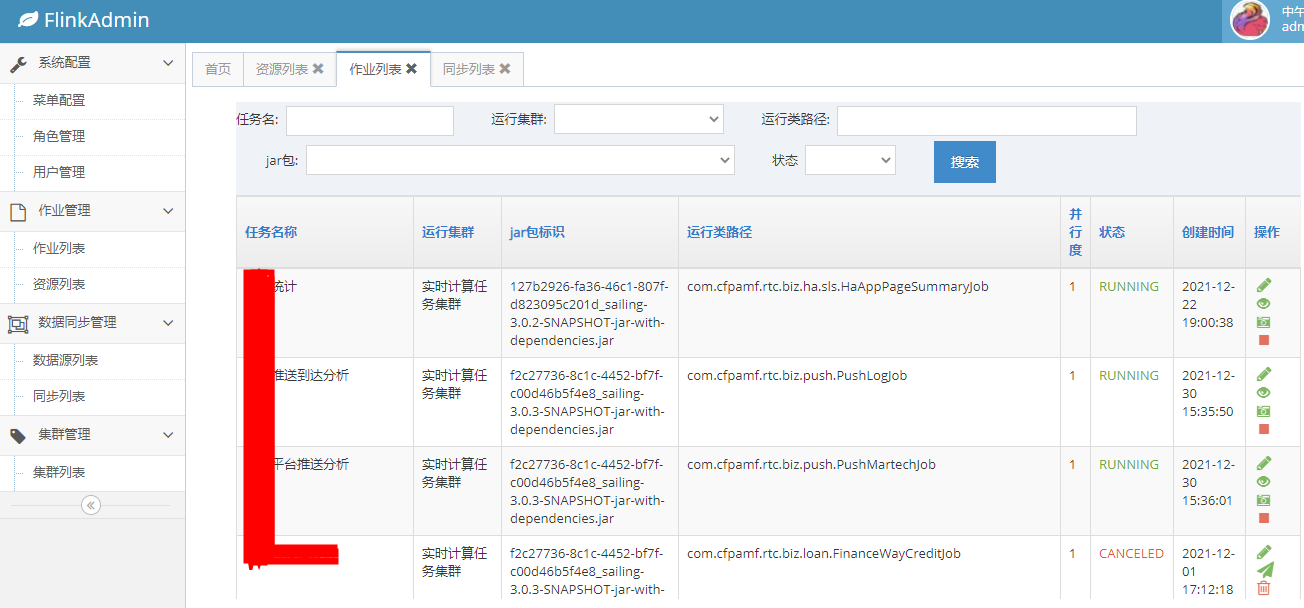 FlinkAdmin
中午
adm
系统配置
菜单配置
角色管理
用户管理
作业管理
作业列表
资源列表
数据同步管理
数据源列表
同步列表
集群管理
集群列表
首页
资源列表
作业列表
同步列表
任务名:
运行集群:
运行类路径:
jar包:
状态
搜索
任务名称
运行集群
jar包标识
运行类路径
并
行
度
状态
创建时间
操作
统计
实时计算任
务集群
127b2926-fa36-46c1-807f-
d823095c201d_sailing-
3.0.2-SNAPSHOT-jar-with-
dependencies.jar
com.cfpamf.rtc.biz.ha.sls.HaAppPageSummaryJob
1
RUNNING
2021-12-
22
19:00:38
推送到达分析
实时计算任
务集群
f2c27736-8c1c-4452-bf7f-
c00d46b5f4e8_sailing-
3.0.3-SNAPSHOT-jar-with-
dependencies.jar
com.cfpamf.rtc.biz.push.PushLogJob
1
RUNNING
2021-12-
30
15:35:50
平台推送分析
实时计算任
务集群
f2c27736-8c1c-4452-bf7f-
c00d46b5f4e8_sailing-
3.0.3-SNAPSHOT-jar-with-
dependencies.jar
com.cfpamf.rtc.biz.push.PushMartechJob
1
RUNNING
2021-12-
30
15:36:01
实时计算任
务集群
f2c27736-8c1c-4452-bf7f-
c00d46b5f4e8_sailing-
3.0.3-SNAPSHOT-jar-with-
com.cfpamf.rtc.biz.loan.FinanceWayCreditJob
1
CANCELED
2021-12-
01
17:12:18